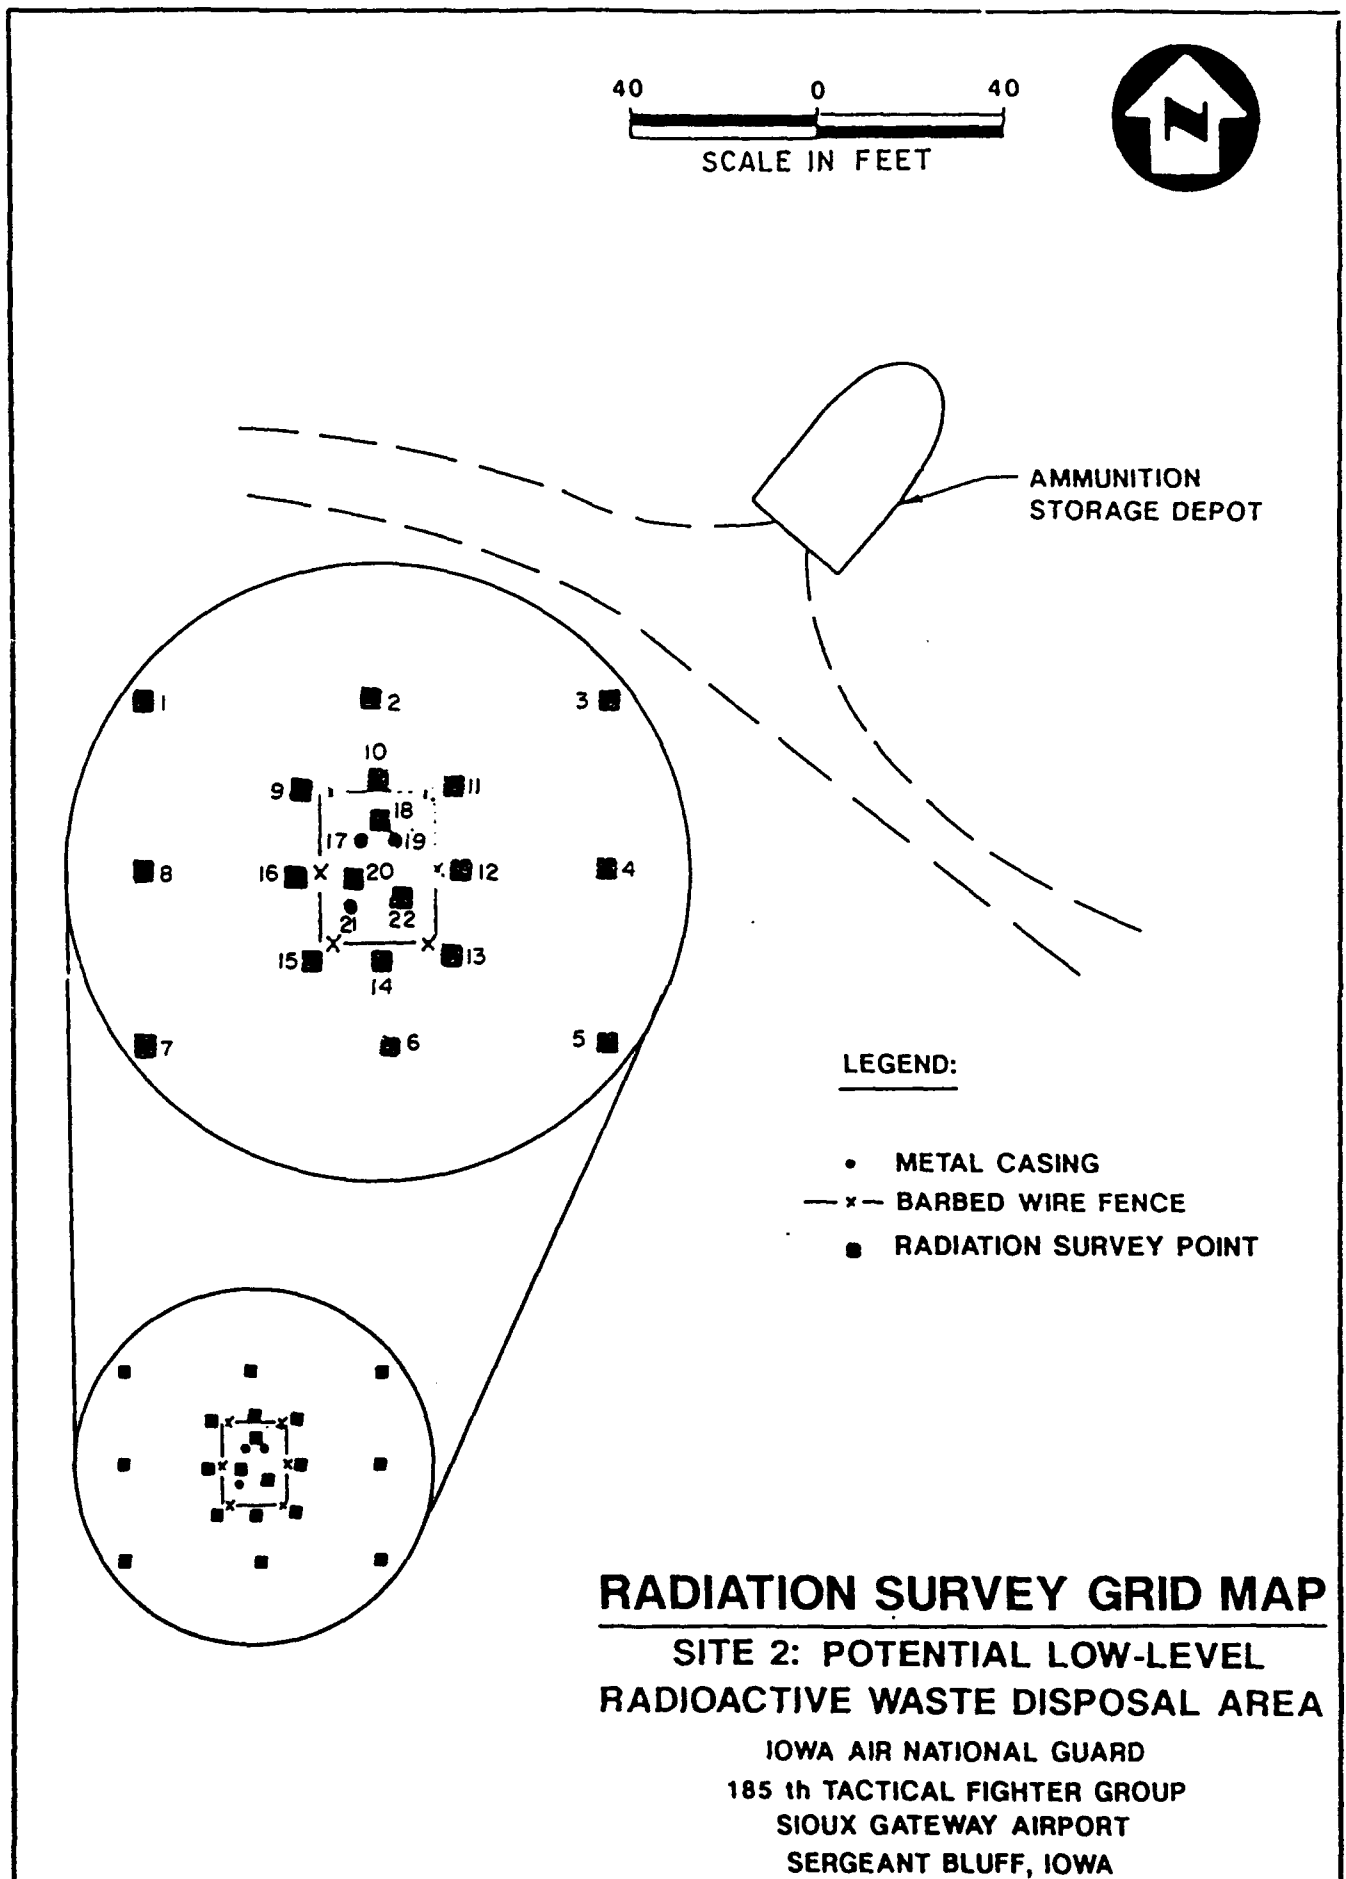 40 0 40
SCALE IN FEET
N
AMMUNITION
STORAGE DEPOT
1 2 3
10
9 11
18
17 19
8 16 20 12 4
21 22
15 13
14
7 6 5
LEGEND:
METAL CASING
BARBED WIRE FENCE
RADIATION SURVEY POINT
RADIATION SURVEY GRID MAP
SITE 2: POTENTIAL LOW-LEVEL
RADIOACTIVE WASTE DISPOSAL AREA
IOWA AIR NATIONAL GUARD
185 th TACTICAL FIGHTER GROUP
SIOUX GATEWAY AIRPORT
SERGEANT BLUFF, IOWA